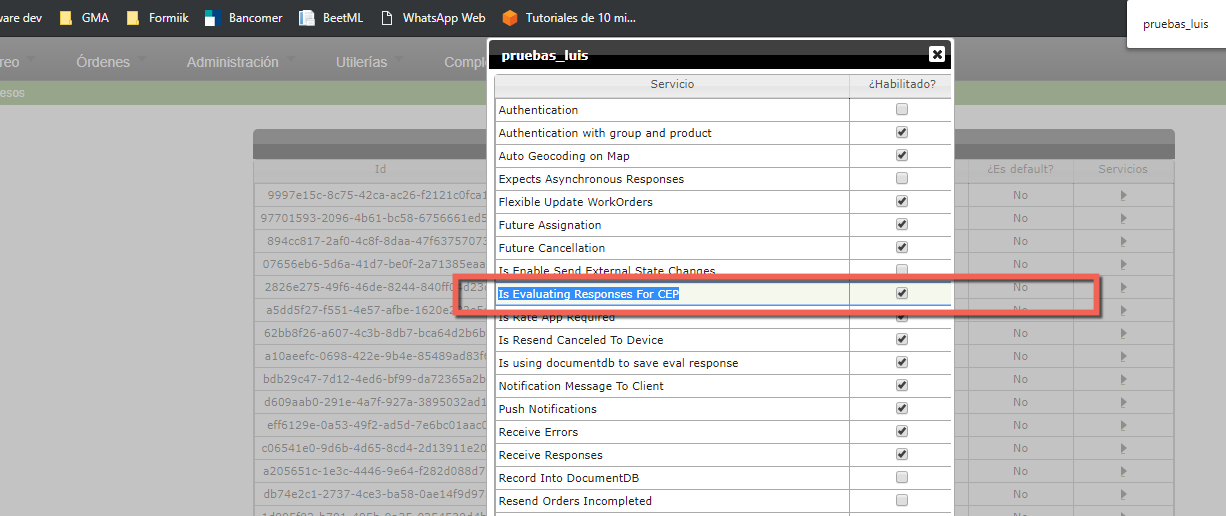 ware dev GMA Formiik Bancomer BeetML WhatsApp Web Tutoriales de 10 mi...
pruebas_luis
reo Órdenes Administración Utilerías
esos
pruebas_luis
Servicio ¿Habilitado?
Authentication
Authentication with group and product
Auto Geocoding on Map
Expects Asynchronous Responses
Flexible Update WorkOrders
Future Assignation
Future Cancellation
Is Enable Send External State Changes
Is Evaluating Responses For CEP
Is Rate App Required
Is Resend Canceled To Device
Is using documentdb to save eval response
Notification Message To Client
Push Notifications
Receive Errors
Receive Responses
Record Into DocumentDB
Resend Orders Incompleted
Id ¿Es default? Servicios
9997e15c-8c75-42ca-ac26-f2121c0fca1 No
97701593-2096-4b61-bc58-6756661ed5 No
894cc817-2af0-4c8f-8daa-47f63757073 No
07656eb6-5d6a-41d7-be0f-2a71385eaa No
2826e275-49f6-46de-8244-840ff No
a5dd5f27-f551-4e57-afbe-1620e No
62bb8f26-a607-4c3b-8db7-bca64d2b6b No
a10aeefc-0698-422e-9b4e-85489ad83f6 No
bdb29c47-7d12-4ed6-bf99-da72365a2b No
d609aab0-291e-4a7f-927a-3895032ad1 No
eff6129e-0a53-49f2-ad5d-7e6bc01aac0 No
c06541e0-9d6b-4d65-8cd4-2d13911e20 No
a205651c-1e3c-4446-9e64-f282d088d7 No
db74e2c1-2737-4ce3-ba58-0ae14f9d97 No